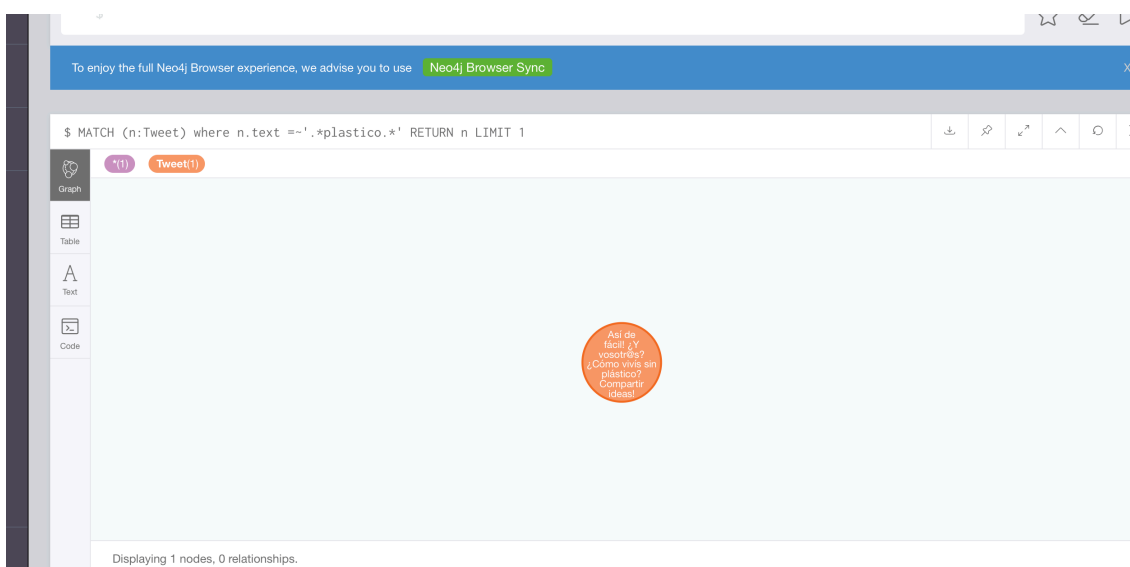 To enjoy the full Neo4j Browser experience, we advise you to use Neo4j Browser Sync X
$ MATCH (n:Tweet) where n.text =~'.*plastico.*' RETURN n LIMIT 1
*(1) Tweet(1)
Graph
Table
A
Text
Code
Así de
fácil! ¿Y
vosotr@s?
¿Cómo vivis sin
plástico?
Compartir
ideas!
Displaying 1 nodes, 0 relationships.